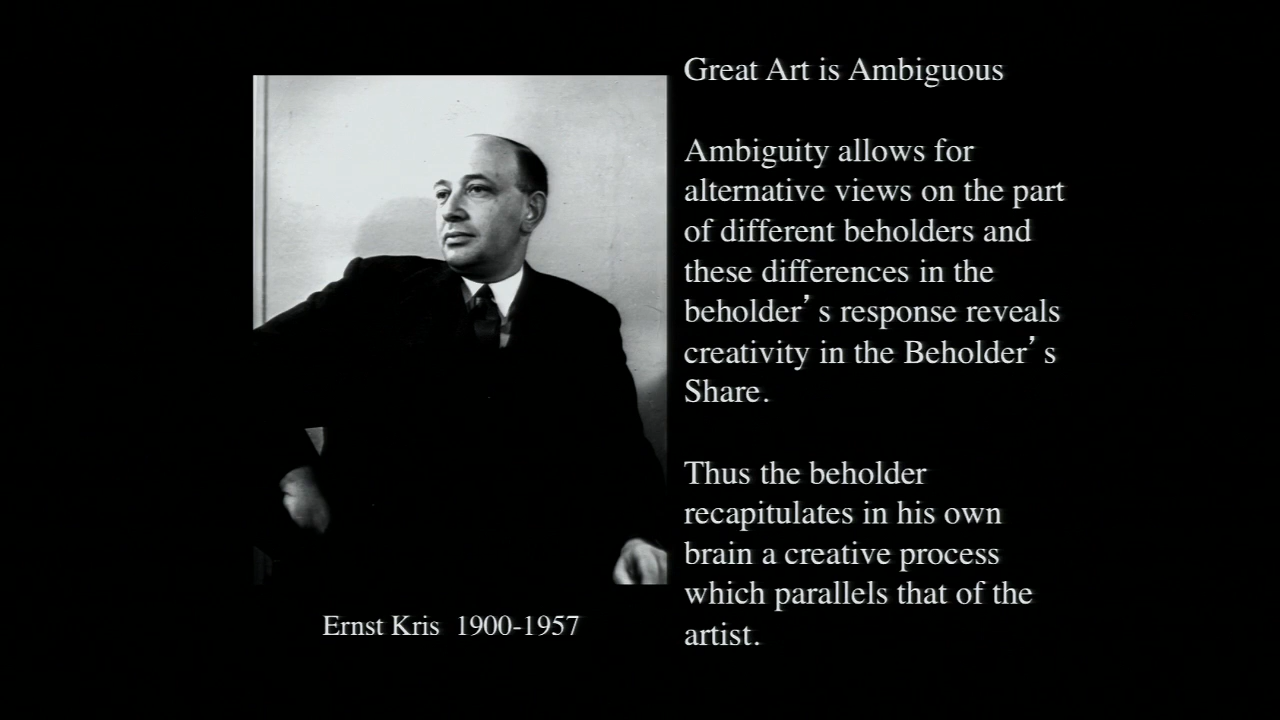 Great Art is Ambiguous
Ambiguity allows for
alternative views on the part
of different beholders and
these differences in the
beholder’ s response reveals
creativity in the Beholder’ s
Share.
Thus the beholder
recapitulates in his own
brain a creative process
which parallels that of the
artist.
Ernst Kris 1900-1957